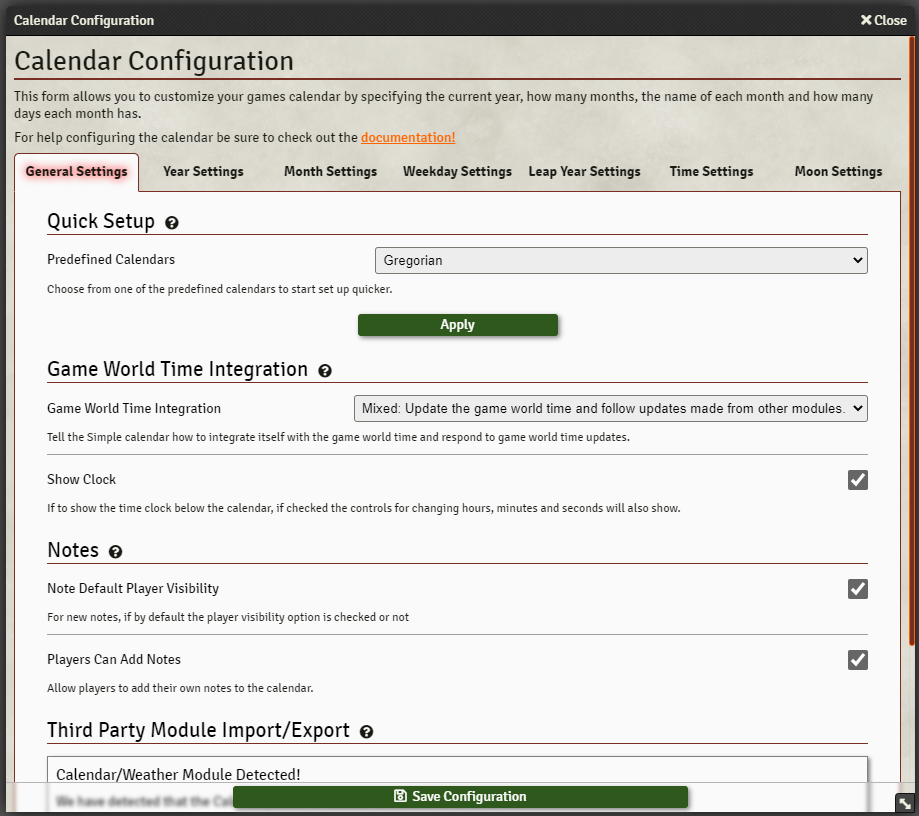 Calendar Configuration
Close
Calendar Configuration
This form allows you to customize your games calendar by specifying the current year, how many months, the name of each month and how many
days each month has.
For help configuring the calendar be sure to check out the documentation!
General Settings Year Settings Month Settings Weekday Settings Leap Year Settings Time Settings Moon Settings
Quick Setup
Predefined Calendars
Gregorian
Choose from one of the predefined calendars to start set up quicker.
Apply
Game World Time Integration
Game World Time Integration
Mixed: Update the game world time and follow updates made from other modules.
Tell the Simple calendar how to integrate itself with the game world time and respond to game world time updates.
Show Clock
If to show the time clock below the calendar, if checked the controls for changing hours, minutes and seconds will also show.
Notes
Note Default Player Visibility
For new notes, if by default the player visibility option is checked or not
Players Can Add Notes
Allow players to add their own notes to the calendar.
Third Party Module Import/Export
Calendar/Weather Module Detected!
We have detected that the
Save Configuration